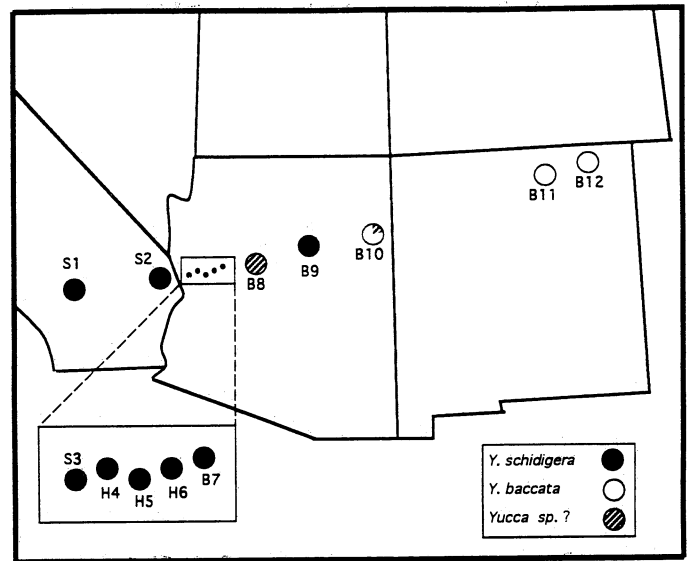 B12
B11
B10
S1
S2
B9
B8
S3
H4
H5
H6
B7
Y. schidigera
Y. baccata
Yucca sp. ?